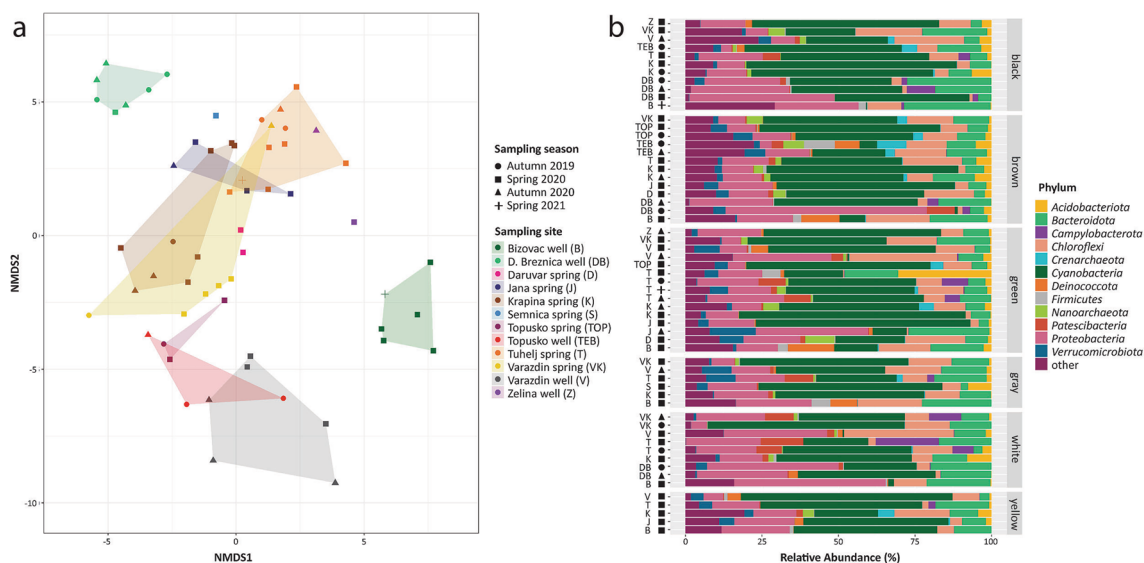 a
NMDS2
5
0
-5
-10
-5
0
5
NMDS1
Sampling season
Autumn 2019
Spring 2020
Autumn 2020
Spring 2021
Sampling site
Bizovac well (B)
D. Breznica well (DB)
Daruvar spring (D)
Jana spring (J)
Krapina spring (K)
Semnica spring (S)
Topusko spring (TOP)
Topusko well (TEB)
Tuhelj spring (T)
Varazdin spring (VK)
Varazdin well (V)
Zelina well (Z)
b
Z
VK
V
TEB
T
K
K
DB
DB
DB
B
black
VK
TOP
TOP
TEB
TEB
T
K
K
J
D
DB
DB
B
brown
Z
VK
V
V
TOP
T
T
T
T
K
K
J
J
D
B
green
VK
V
T
S
K
B
gray
VK
VK
V
T
T
K
DB
DB
B
white
V
T
K
J
B
yellow
0
25
50
75
100
Relative Abundance (%)
Phylum
Acidobacteriota
Bacteroidota
Campylobacterota
Chloroflexi
Crenarchaeota
Cyanobacteria
Deinococcota
Firmicutes
Nanoarchaeota
Patescibacteria
Proteobacteria
Verrucomicrobiota
other